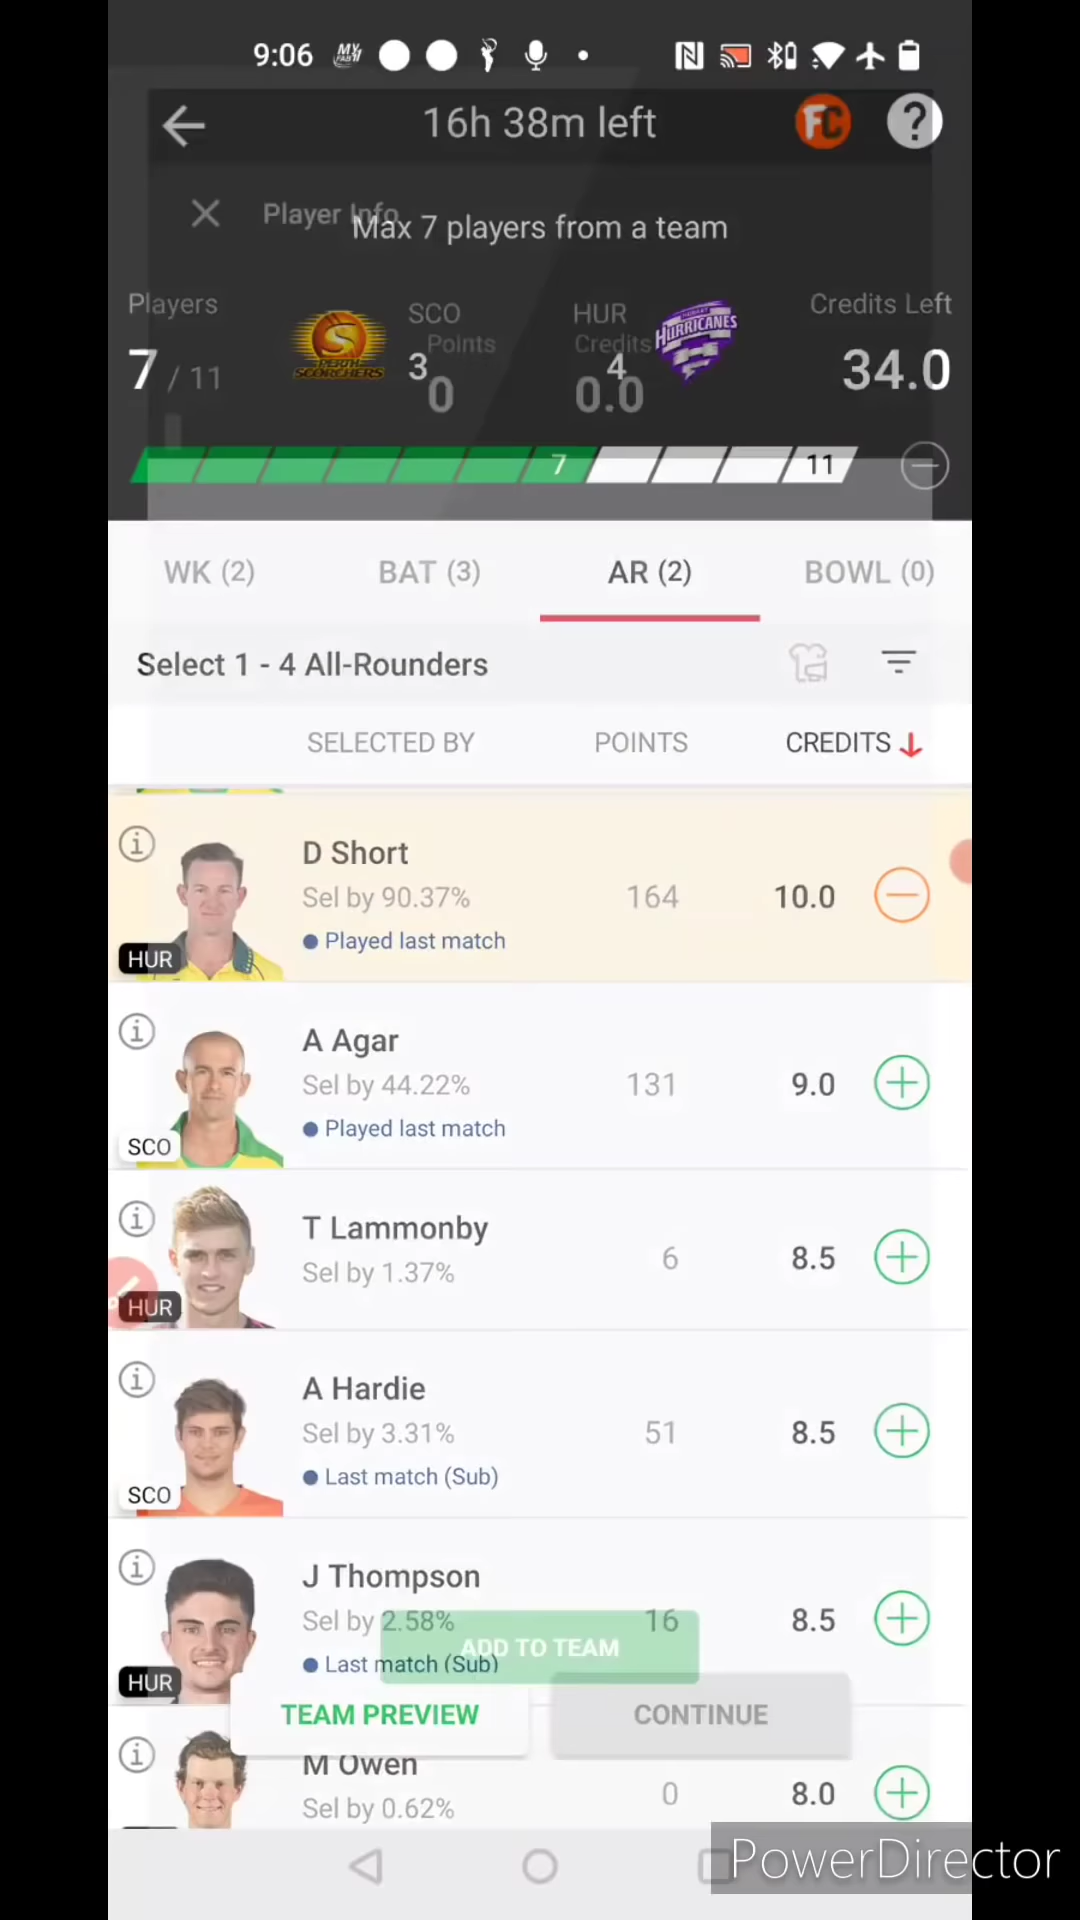 9:06
16h 38m left
FC
?
Player Info
Max 7 players from a team
Players
SCO
HUR
Credits Left
Points
Credits
PERTH SCORCHERS
HURRICANES
7 / 11
3
4
34.0
0
0.0
7
11
WK (2)
BAT (3)
AR (2)
BOWL (0)
Select 1 - 4 All-Rounders
SELECTED BY
POINTS
CREDITS
D Short
Sel by 90.37%
164
10.0
Played last match
HUR
A Agar
Sel by 44.22%
131
9.0
Played last match
SCO
T Lammonby
Sel by 1.37%
6
8.5
HUR
A Hardie
Sel by 3.31%
51
8.5
Last match (Sub)
SCO
J Thompson
Sel by 2.58%
16
8.5
ADD TO TEAM
Last match (Sub)
HUR
TEAM PREVIEW
CONTINUE
M Owen
Sel by 0.62%
0
8.0
PowerDirector